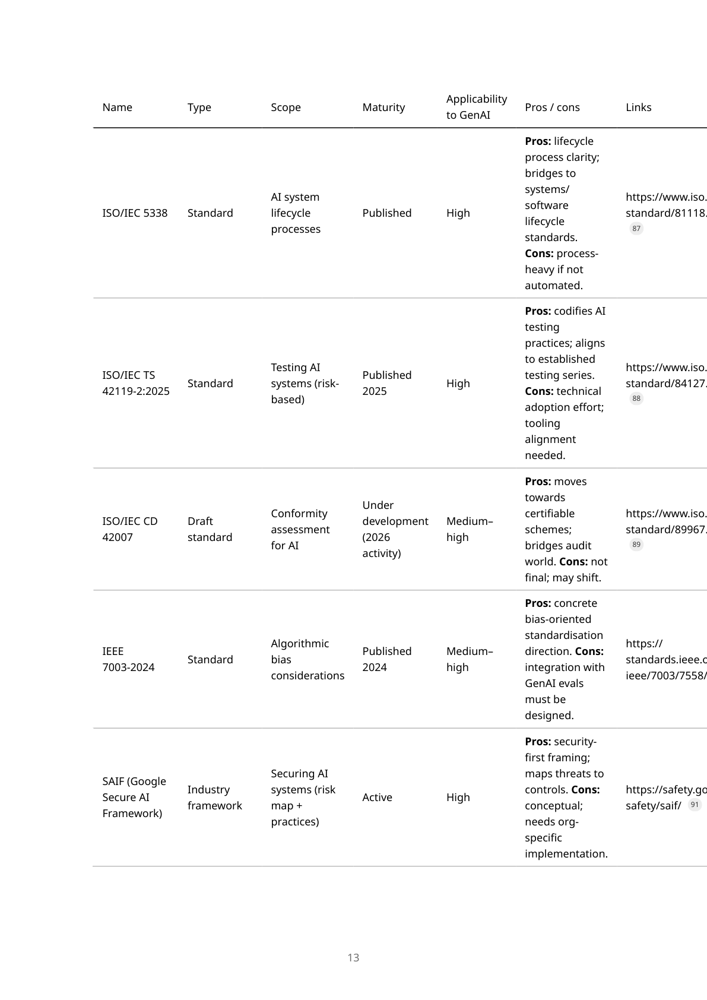 Name
Type
Scope
Maturity
Applicability
to GenAI
Pros / cons
Links
ISO/IEC 5338
Standard
AI system
lifecycle
processes
Published
High
Pros: lifecycle
process clarity;
bridges to
systems/
software
lifecycle
standards.
Cons: process-
heavy if not
automated.
https://www.iso.
standard/81118.
87
ISO/IEC TS
42119-2:2025
Standard
Testing AI
systems (risk-
based)
Published
2025
High
Pros: codifies AI
testing
practices; aligns
to established
testing series.
Cons: technical
adoption effort;
tooling
alignment
needed.
https://www.iso.
standard/84127.
88
ISO/IEC CD
42007
Draft
standard
Conformity
assessment
for AI
Under
development
(2026
activity)
Medium–
high
Pros: moves
towards
certifiable
schemes;
bridges audit
world. Cons: not
final; may shift.
https://www.iso.
standard/89967.
89
IEEE
7003-2024
Standard
Algorithmic
bias
considerations
Published
2024
Medium–
high
Pros: concrete
bias-oriented
standardisation
direction. Cons:
integration with
GenAI evals
must be
designed.
https://
standards.ieee.o
ieee/7003/7558/
SAIF (Google
Secure AI
Framework)
Industry
framework
Securing AI
systems (risk
map +
practices)
Active
High
Pros: security-
first framing;
maps threats to
controls. Cons:
conceptual;
needs org-
specific
implementation.
https://safety.go
safety/saif/ 91
13